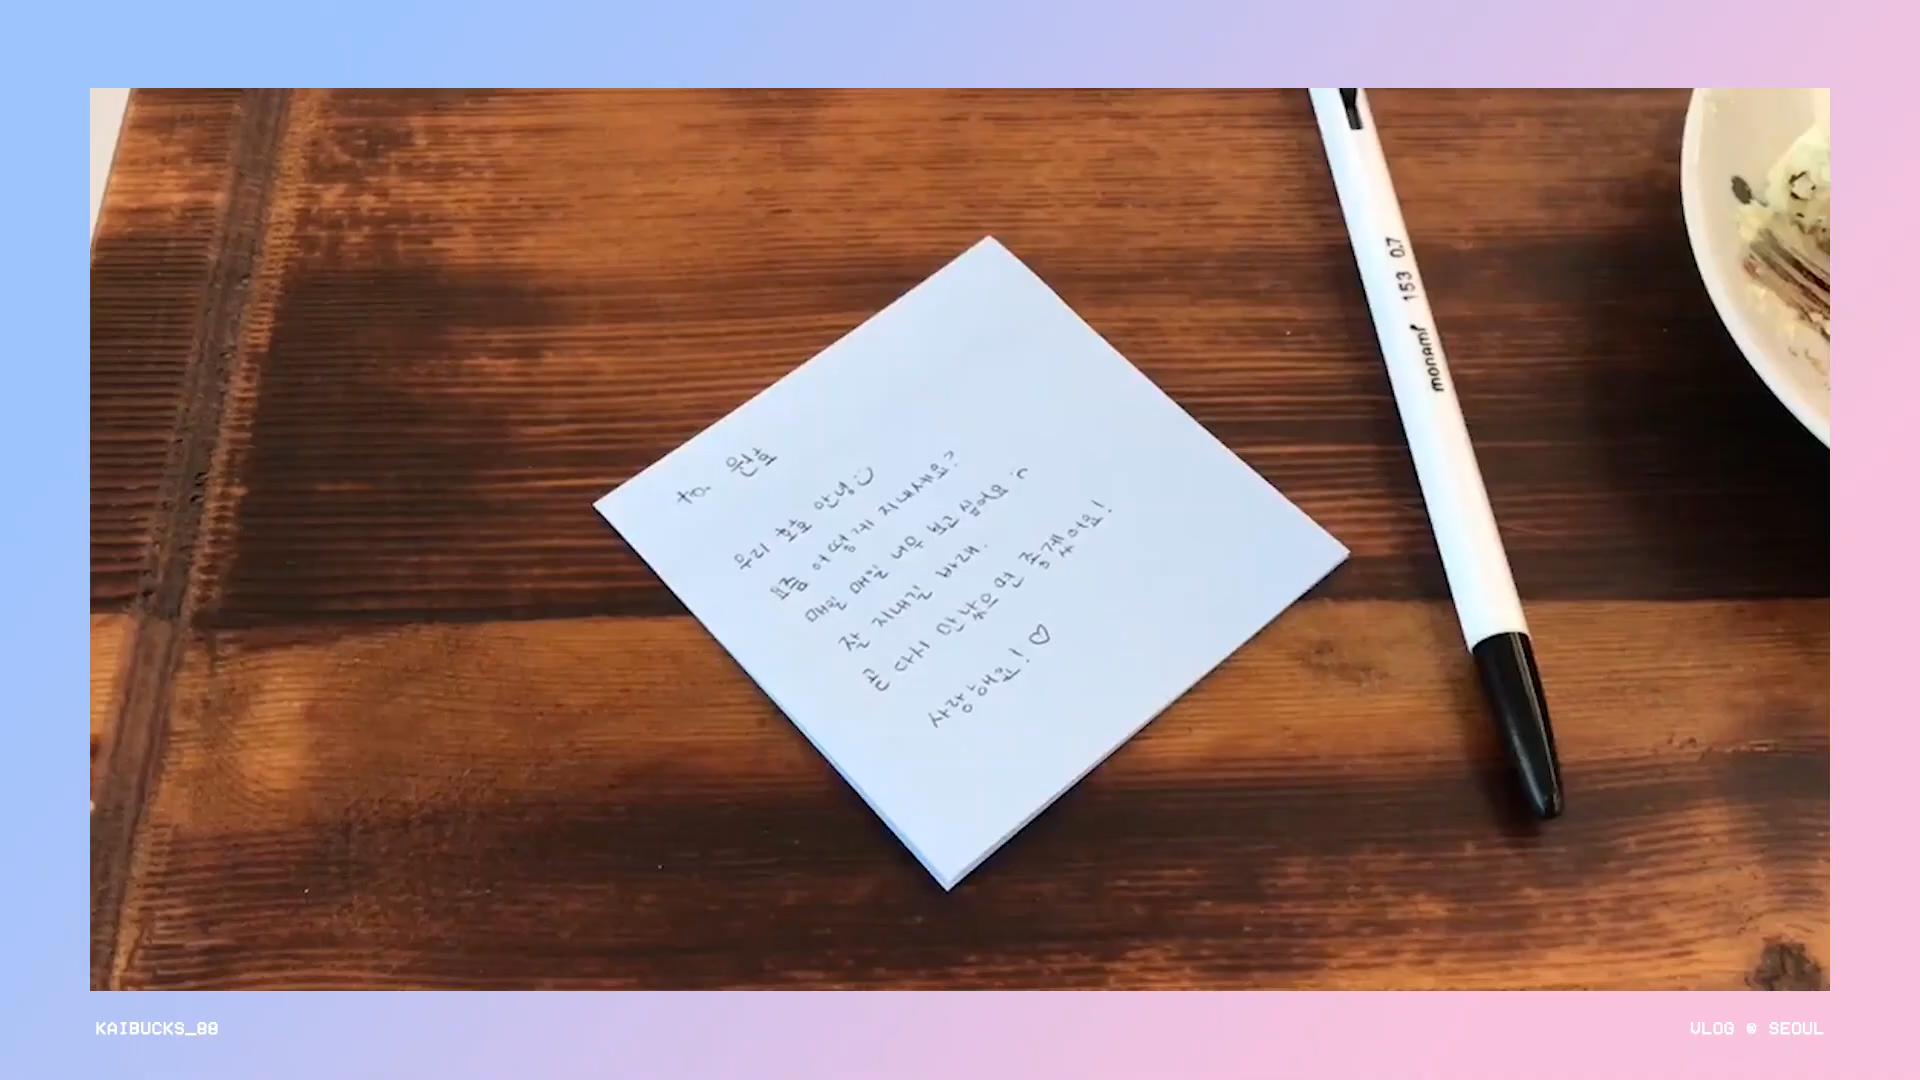 to. 원호
우리 호호 안녕:)
요즘 어떻게 지내세요?
매일 매일 너무 보고 싶어요 :c
잘 지내길 바래.
곧 다시 만났으면 좋겠어요!
사랑해요! ♡
monami 153 0.7
KAIBUCKS_88
VLOG @ SEOUL